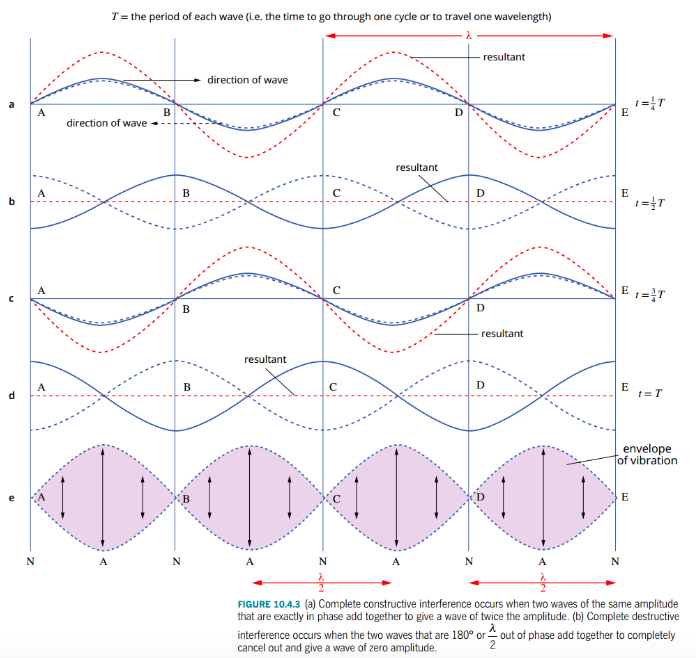 T = the period of each wave (i.e. the time to go through one cycle or to travel one wavelength)
λ
resultant
direction of wave
a
A
B
C
D
E
t = 1/4 T
direction of wave
resultant
b
A
B
C
D
E
t = 1/2 T
c
A
B
C
D
E
t = 3/4 T
resultant
resultant
d
A
B
C
D
E
t = T
envelope
of vibration
e
A
B
C
D
E
N A N A N A N A N
λ/2
λ/2
FIGURE 10.4.3 (a) Complete constructive interference occurs when two waves of the same amplitude
that are exactly in phase add together to give a wave of twice the amplitude. (b) Complete destructive
interference occurs when the two waves that are 180° or λ/2 out of phase add together to completely
cancel out and give a wave of zero amplitude.